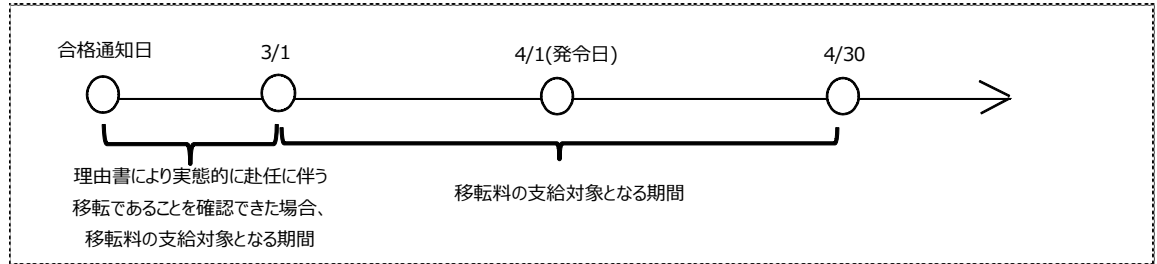 合格通知日
3/1
4/1(発令日)
4/30
理由書により実態的に赴任に伴う
移転であることを確認できた場合、
移転料の支給対象となる期間
移転料の支給対象となる期間